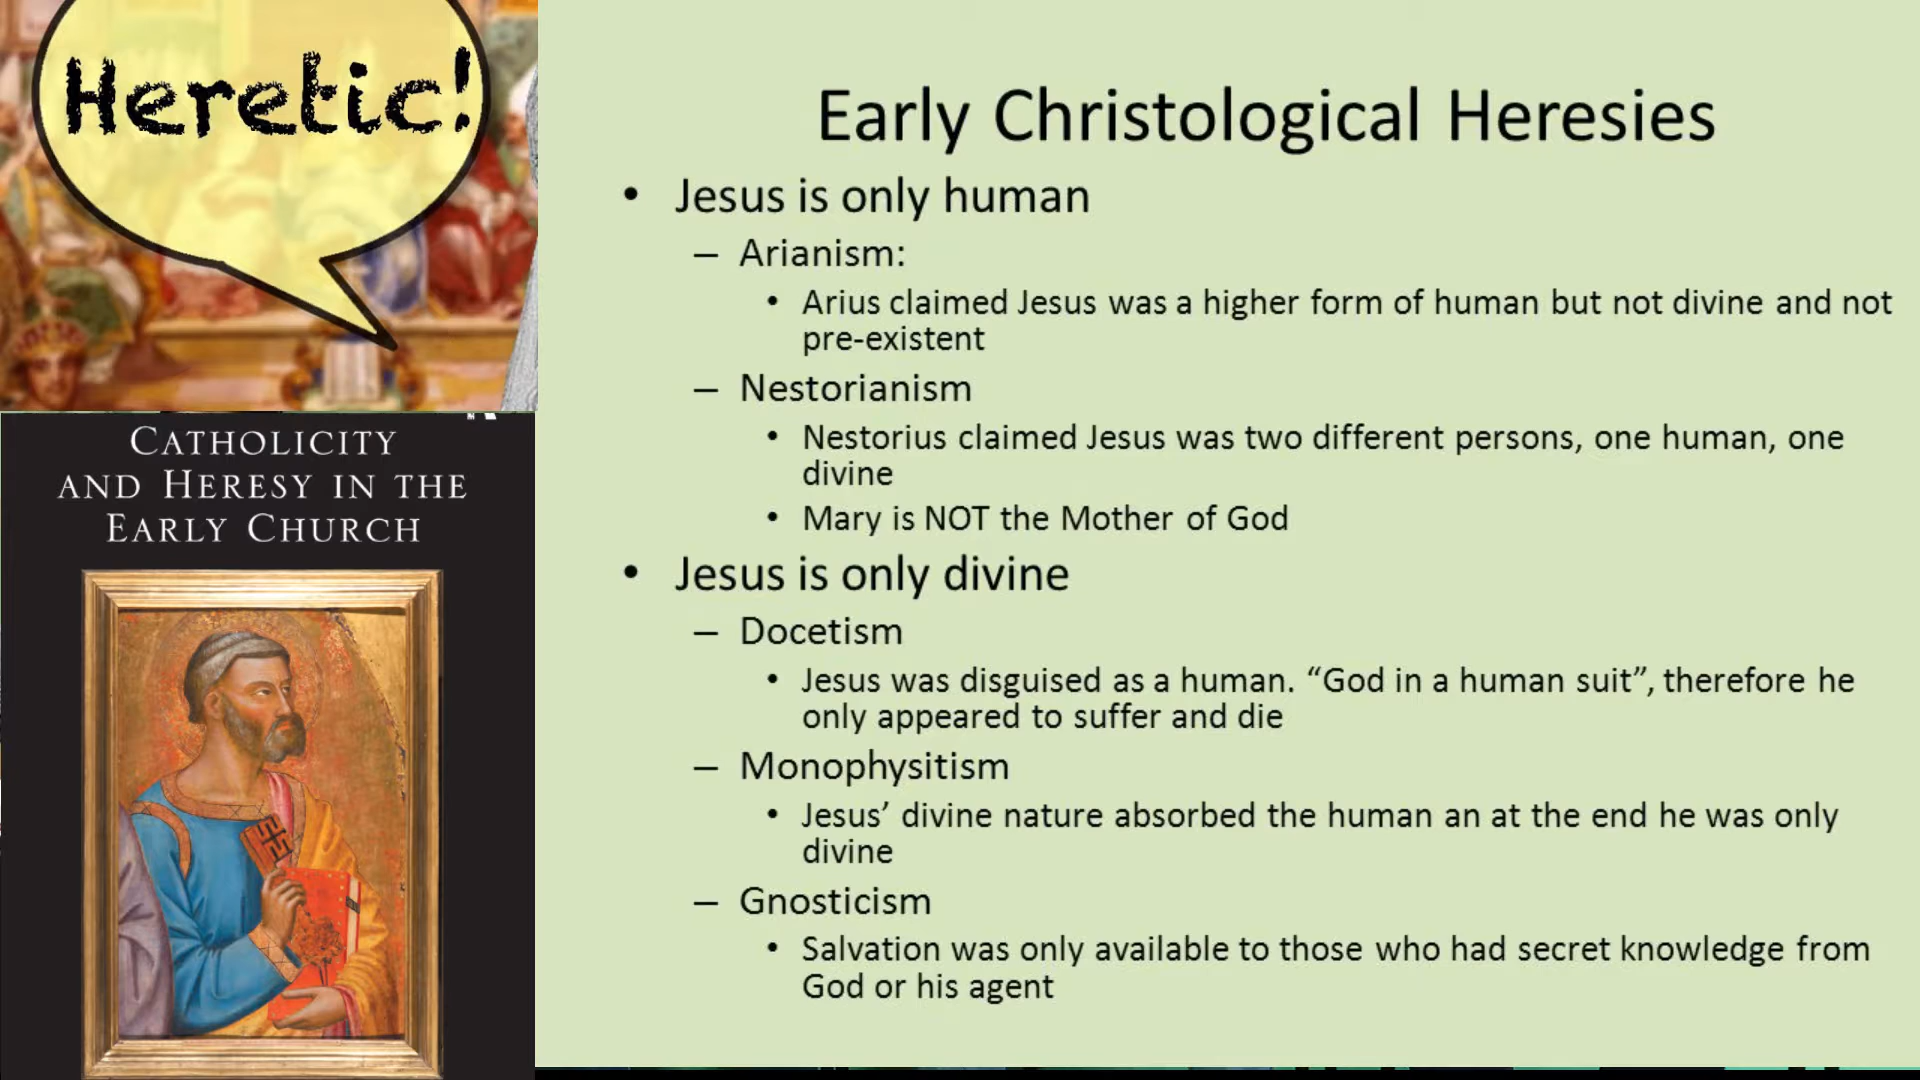 Heretic!
CATHOLICITY
AND HERESY IN THE
EARLY CHURCH
Early Christological Heresies
• Jesus is only human
– Arianism:
• Arius claimed Jesus was a higher form of human but not divine and not
pre-existent
– Nestorianism
• Nestorius claimed Jesus was two different persons, one human, one
divine
• Mary is NOT the Mother of God
• Jesus is only divine
– Docetism
• Jesus was disguised as a human. “God in a human suit”, therefore he
only appeared to suffer and die
– Monophysitism
• Jesus’ divine nature absorbed the human an at the end he was only
divine
– Gnosticism
• Salvation was only available to those who had secret knowledge from
God or his agent